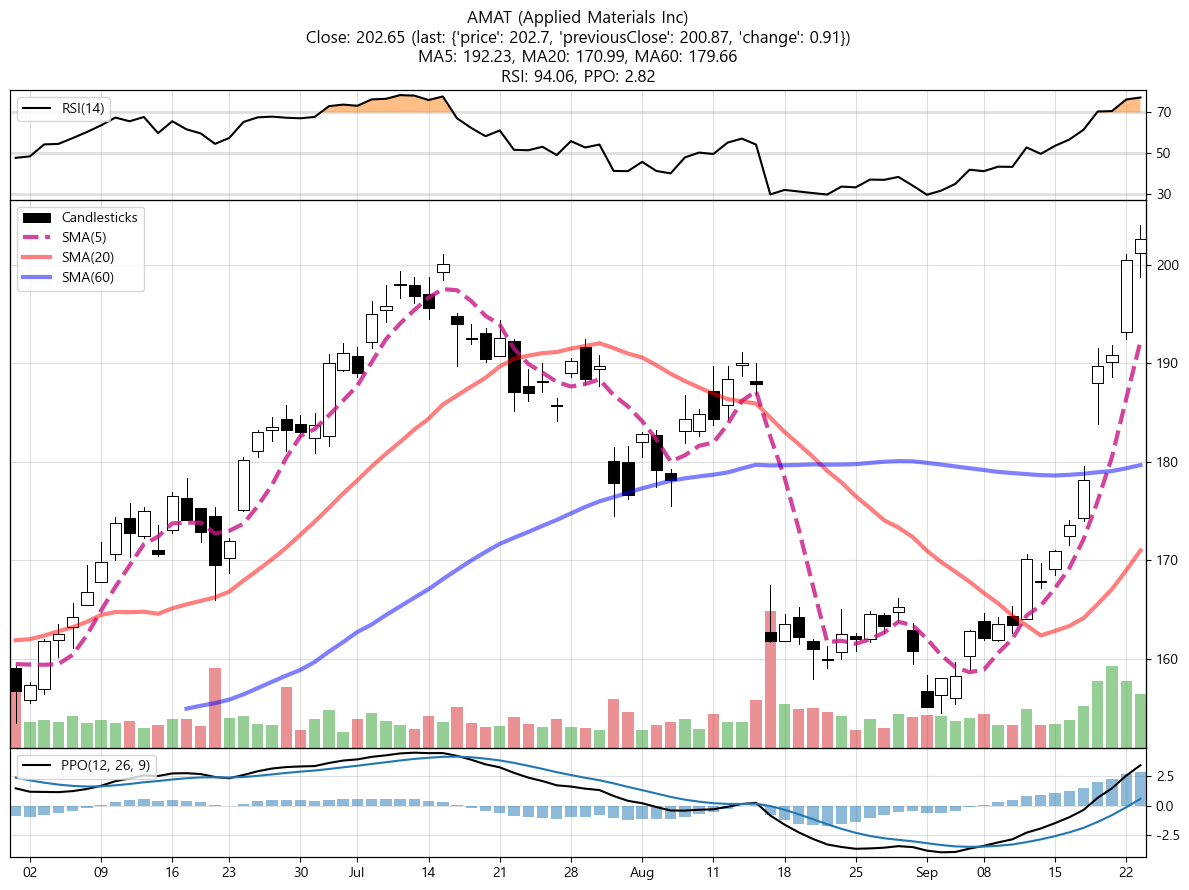 AMAT (Applied Materials Inc)
Close: 202.65 (last: {'price': 202.7, 'previousClose': 200.87, 'change': 0.91})
MA5: 192.23, MA20: 170.99, MA60: 179.66
RSI: 94.06, PPO: 2.82
RSI(14)
70
50
30
Candlesticks
SMA(5)
SMA(20)
SMA(60)
200
190
180
170
160
PPO(12, 26, 9)
2.5
0.0
−2.5
02 09 16 23 30 Jul 14 21 28 Aug 11 18 25 Sep 08 15 22